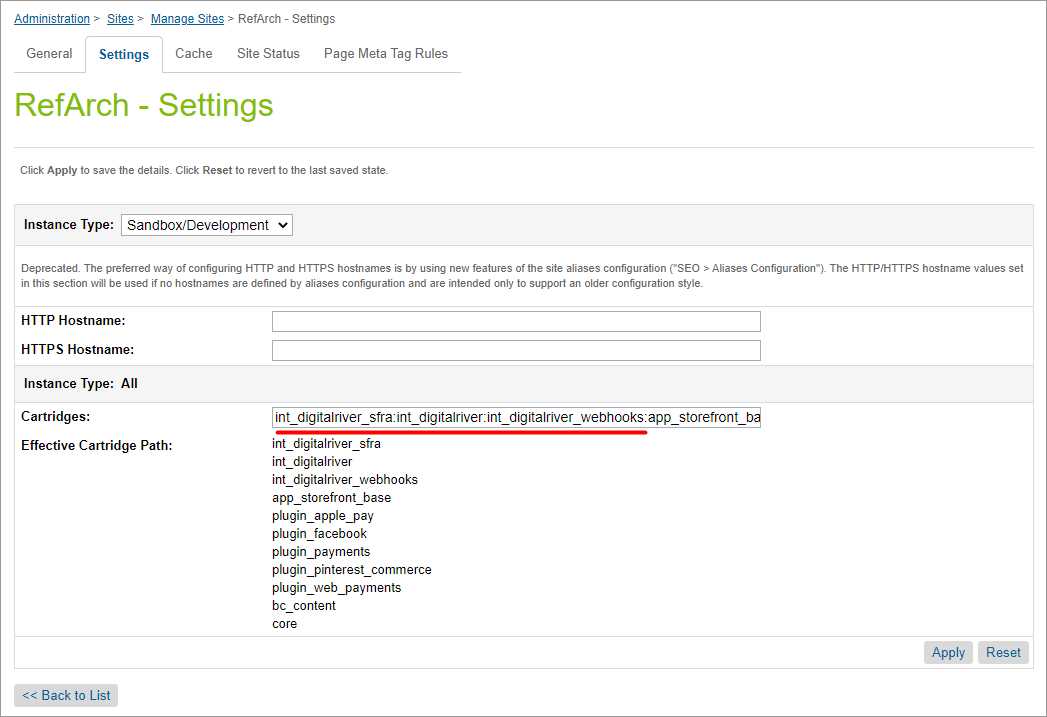 Administration > Sites > Manage Sites > RefArch - Settings
General Settings Cache Site Status Page Meta Tag Rules
RefArch - Settings
Click Apply to save the details. Click Reset to revert to the last saved state.
Instance Type: Sandbox/Development
Deprecated. The preferred way of configuring HTTP and HTTPS hostnames is by using new features of the site aliases configuration ("SEO > Aliases Configuration"). The HTTP/HTTPS hostname values set
in this section will be used if no hostnames are defined by aliases configuration and are intended only to support an older configuration style.
HTTP Hostname:
HTTPS Hostname:
Instance Type: All
Cartridges: int_digitalriver_sfra:int_digitalriver:int_digitalriver_webhooks:app_storefront_ba
Effective Cartridge Path: int_digitalriver_sfra
int_digitalriver
int_digitalriver_webhooks
app_storefront_base
plugin_apple_pay
plugin_facebook
plugin_payments
plugin_pinterest_commerce
plugin_web_payments
bc_content
core
Apply Reset
<< Back to List